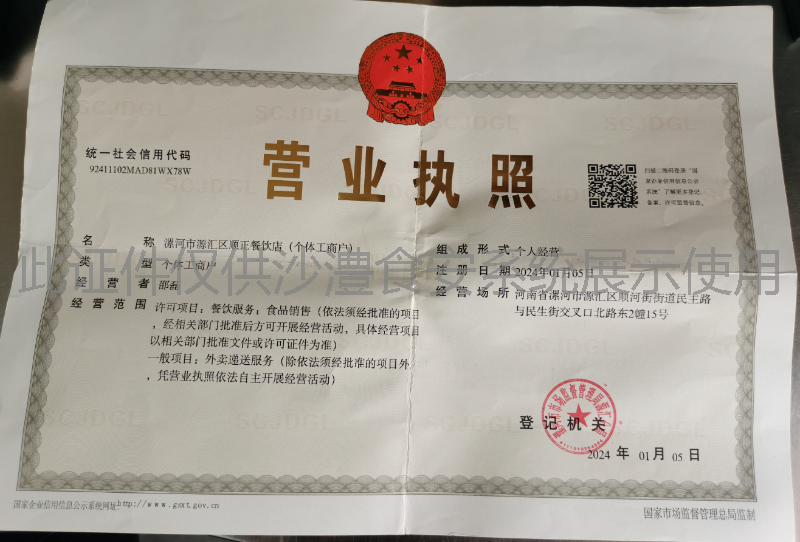 统一社会信用代码
92411102MAD81WX78W
营业执照
扫描二维码登录“国
家企业信用信息公示
系统”了解更多登记、
备案、许可监管信息。
名称 漯河市源汇区顺正餐饮店（个体工商户）
类型 个体工商户
经营者 邵磊
经营范围 许可项目：餐饮服务；食品销售（依法须经批准的项目
，经相关部门批准后方可开展经营活动，具体经营项目
以相关部门批准文件或许可证件为准）
一般项目：外卖递送服务（除依法须经批准的项目外
，凭营业执照依法自主开展经营活动）
组成形式 个人经营
注册日期 2024年01月05日
经营场所 河南省漯河市源汇区顺河街街道民主路
与民生街交叉口北路东2幢15号
此证件仅供沙澧食安系统展示使用
登记机关
2024 年 01月 05 日
国家企业信用信息公示系统网址http://www.gsxt.gov.cn
国家市场监督管理总局监制